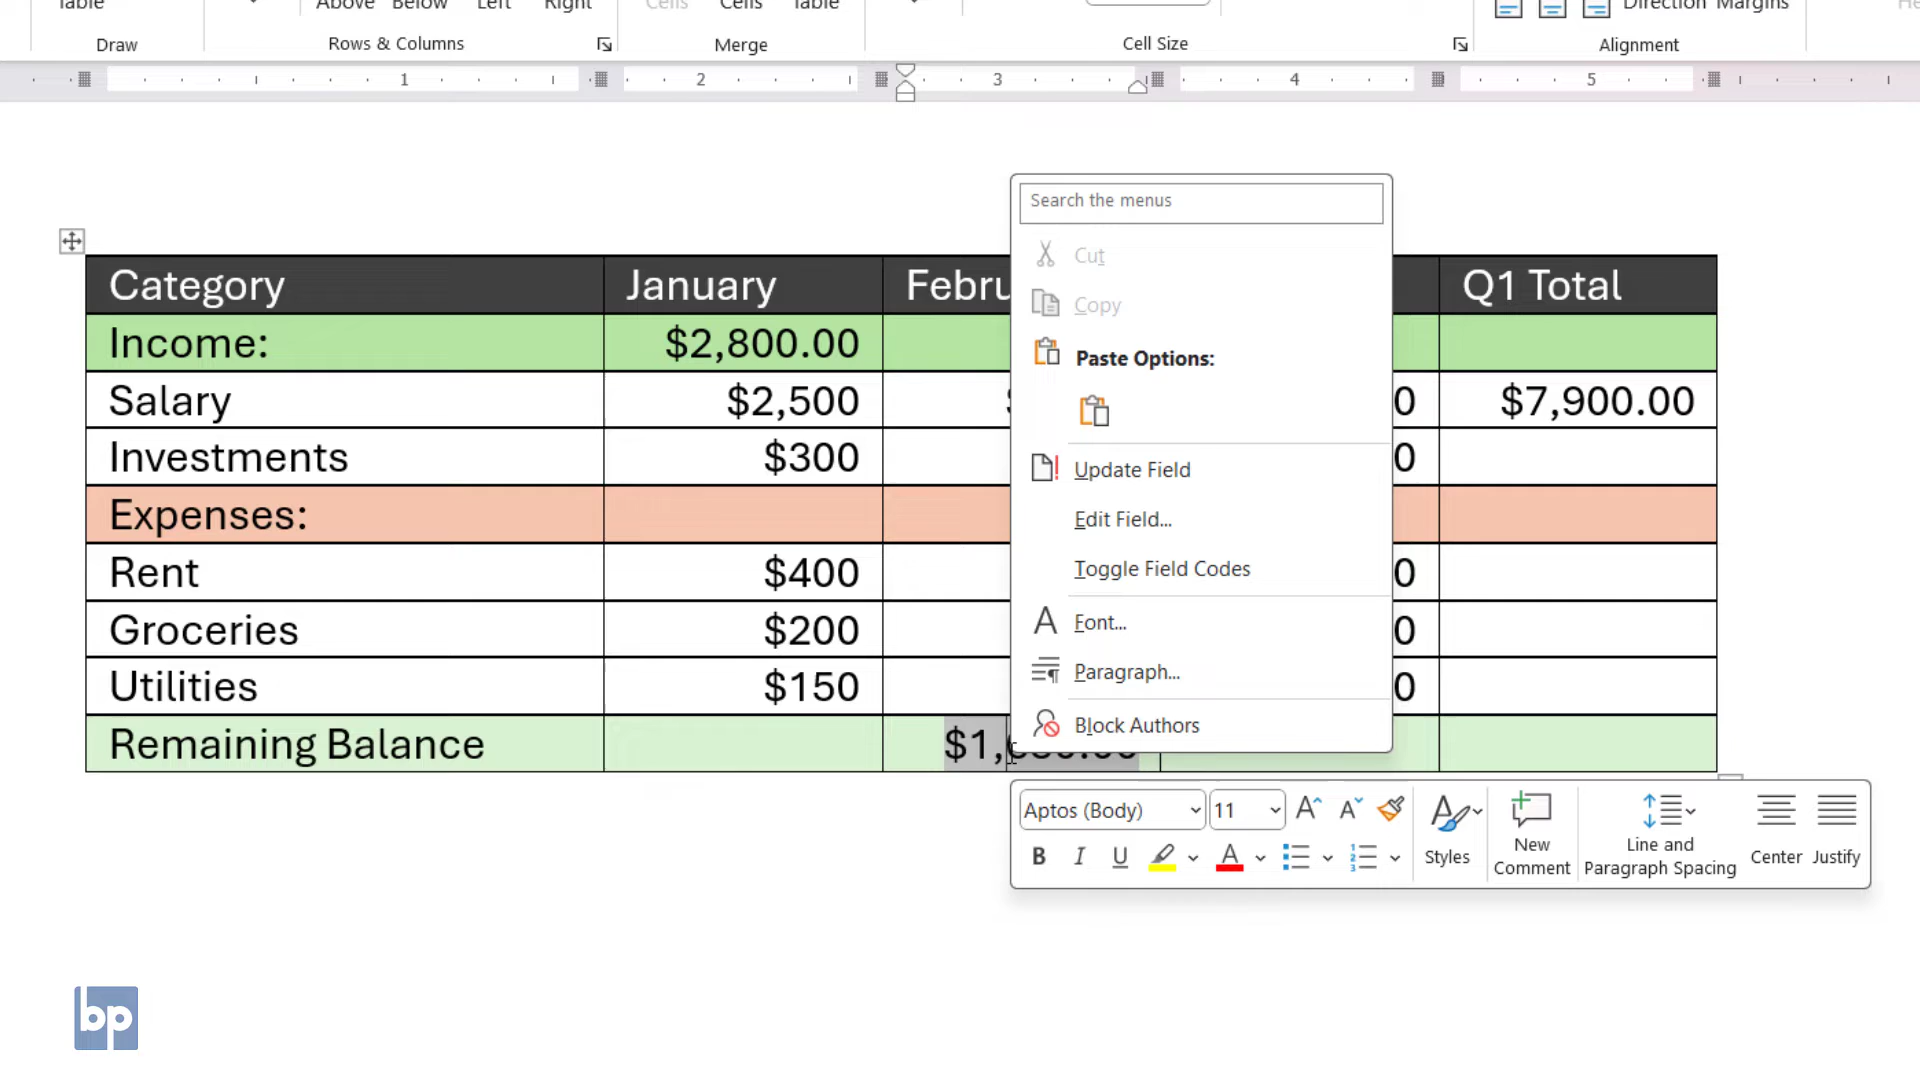 Table
Above Below Left Right
Cells Cells Table
Direction Margins
Draw
Rows & Columns
Merge
Cell Size
Alignment
1 2 3 4 5
Search the menus
Cut
Copy
Paste Options:
Update Field
Edit Field...
Toggle Field Codes
Font...
Paragraph...
Block Authors
Category January Febru Q1 Total
Income: $2,800.00
Salary $2,500 0 $7,900.00
Investments $300 0
Expenses:
Rent $400 0
Groceries $200 0
Utilities $150 0
Remaining Balance $1,
Aptos (Body) 11 A A
B I U A
Styles
New Comment
Line and Paragraph Spacing
Center Justify
bp